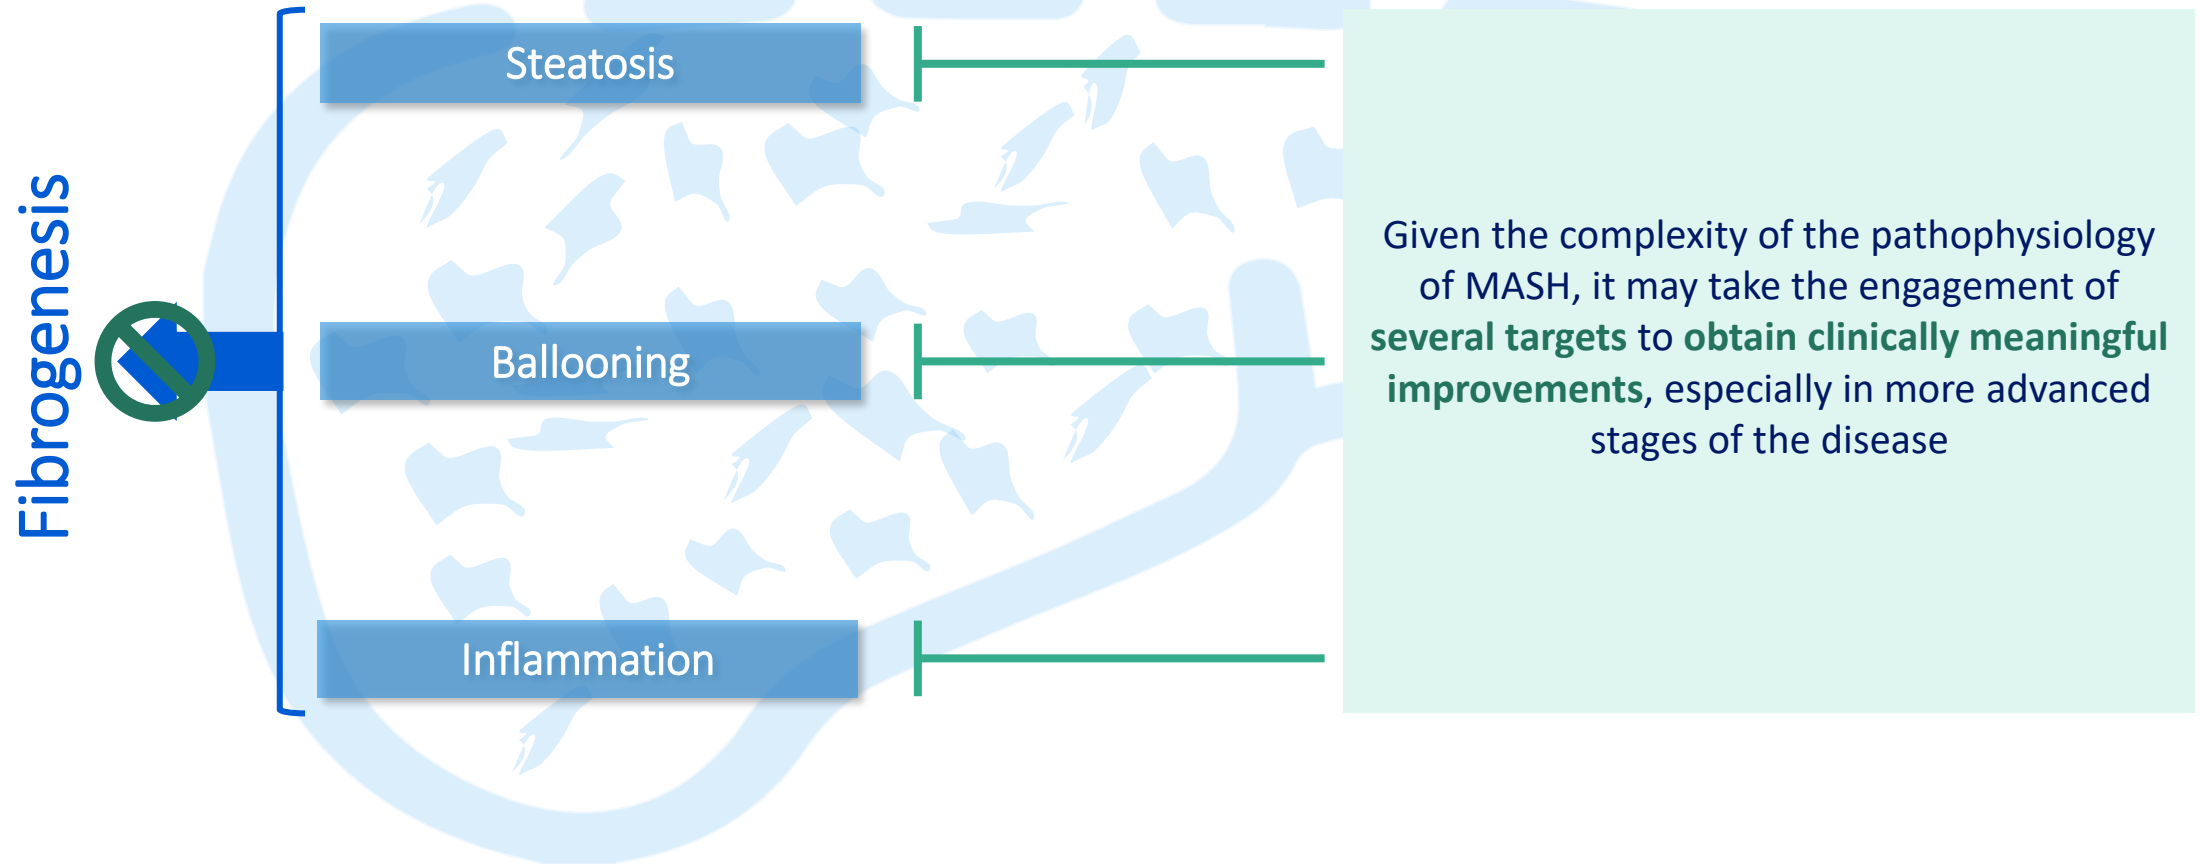 Fibrogenesis
Steatosis
Ballooning
Inflammation
Given the complexity of the pathophysiology
of MASH, it may take the engagement of
several targets to obtain clinically meaningful
improvements, especially in more advanced
stages of the disease